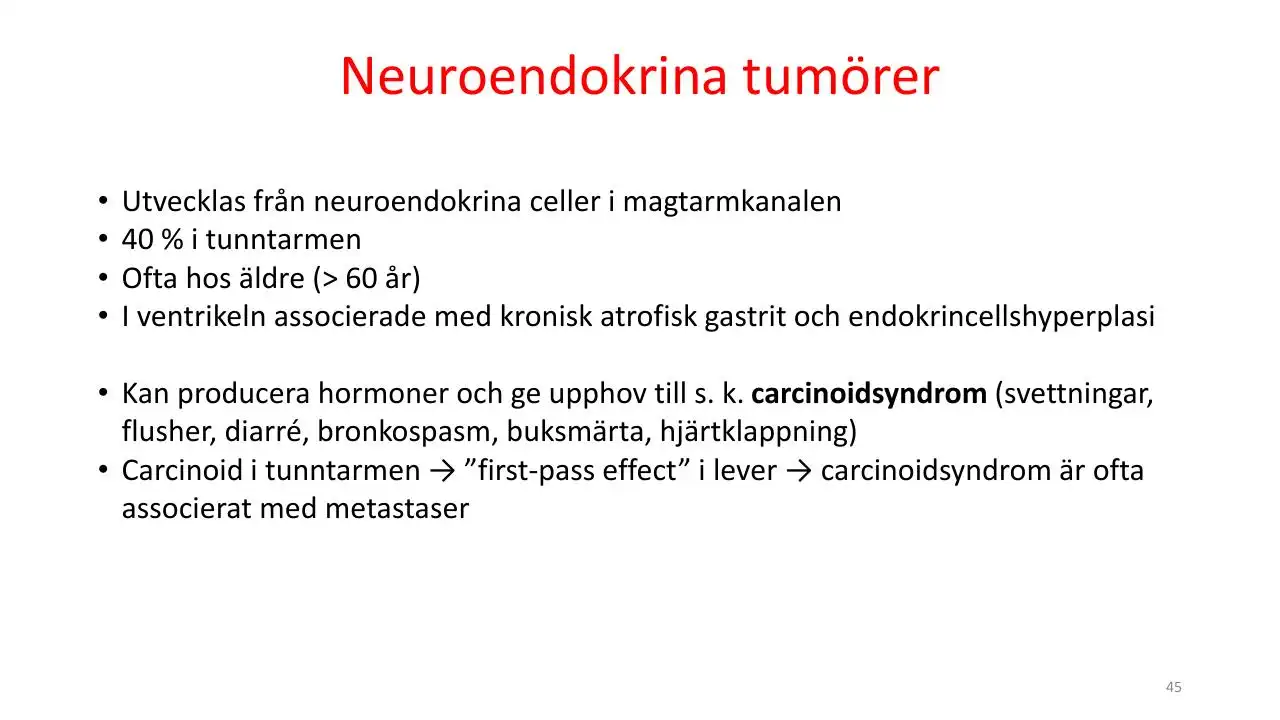 Neuroendokrina tumörer
• Utvecklas från neuroendokrina celler i magtarmkanalen
• 40 % i tunntarmen
• Ofta hos äldre (> 60 år)
• I ventrikeln associerade med kronisk atrofisk gastrit och endokrincellshyperplasi
• Kan producera hormoner och ge upphov till s. k. carcinoidsyndrom (svettningar,
flusher, diarré, bronkospasm, buksmärta, hjärtklappning)
• Carcinoid i tunntarmen → ”first-pass effect” i lever → carcinoidsyndrom är ofta
associerat med metastaser
45